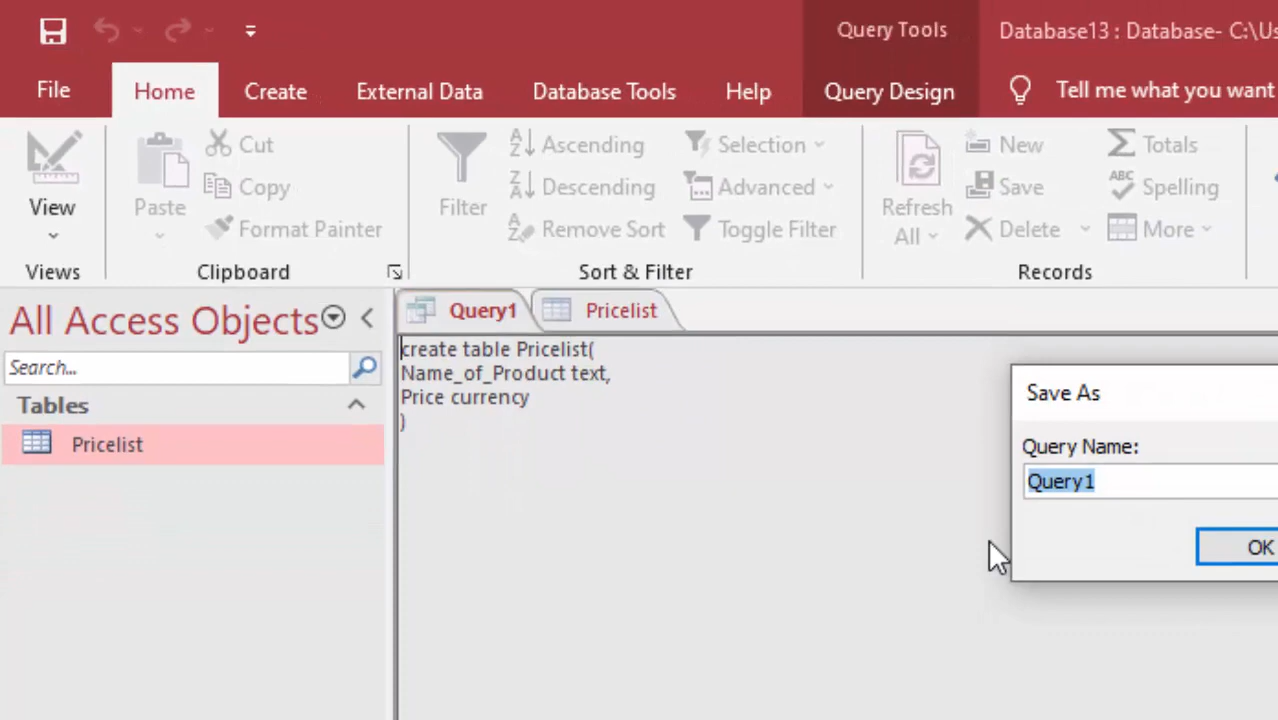 Query Tools
Database13 : Database- C:\Us
File
Home
Create
External Data
Database Tools
Help
Query Design
Tell me what you want
View
Paste
Cut
Copy
Format Painter
Filter
Ascending
Descending
Remove Sort
Selection
Advanced
Toggle Filter
Refresh
All
New
Save
Delete
Totals
Spelling
More
Views
Clipboard
Sort & Filter
Records
All Access Objects
Search...
Tables
Pricelist
Query1
Pricelist
create table Pricelist(
Name_of_Product text,
Price currency
)
Save As
Query Name:
Query1
OK